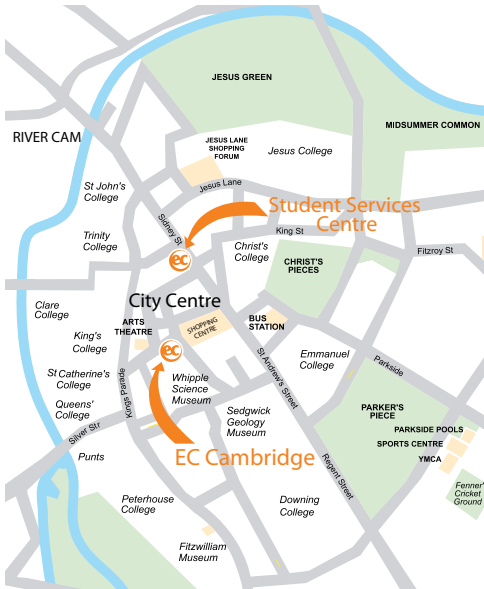 JESUS GREEN
MIDSUMMER COMMON
RIVER CAM
JESUS LANE
SHOPPING
FORUM
Jesus College
St John's
College
Jesus Lane
Student Services
Centre
Sidney St
King St
Trinity
College
Christ's
College
Fitzroy St
ec
CHRIST'S
PIECES
City Centre
Clare
College
ARTS
THEATRE
SHOPPING
CENTRE
BUS
STATION
King's
College
ec
Emmanuel
College
Parkside
St Catherine's
College
Kings Parade
Whipple
Science
Museum
St Andrew's Street
Queens'
College
Sedgwick
Geology
Museum
PARKER'S
PIECE
Silver Str
PARKSIDE POOLS
SPORTS CENTRE
YMCA
Punts
EC Cambridge
Regent Street
Fenner's
Cricket
Ground
Peterhouse
College
Downing
College
Fitzwilliam
Museum